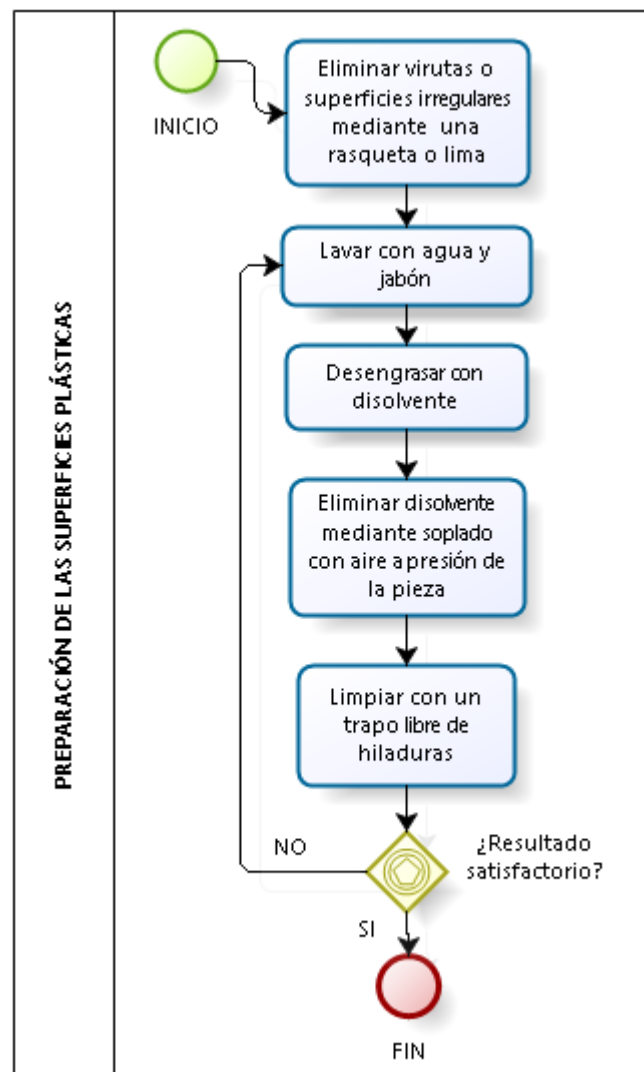 PREPARACIÓN DE LAS SUPERFICIES PLÁSTICAS
INICIO
Eliminar virutas o
superficies irregulares
mediante una
rasqueta o lima
Lavar con agua y
jabón
Desengrasar con
disolvente
Eliminar disolvente
mediante soplado
con aire a presión de
la pieza
Limpiar con un
trapo libre de
hiladuras
¿Resultado
satisfactorio?
NO
SI
FIN